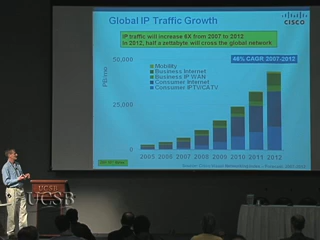 Global IP Traffic Growth
CISCO
IP traffic will increase 6X from 2007 to 2012
In 2012, half a zettabyte will cross the global network
46% CAGR 2007-2012
50,000
Mobility
Business Internet
Business IP WAN
Consumer Internet
Consumer IPTV/CATV
PB/mo
25,000
0
2005 2006 2007 2008 2009 2010 2011 2012
UCSB
UCSB